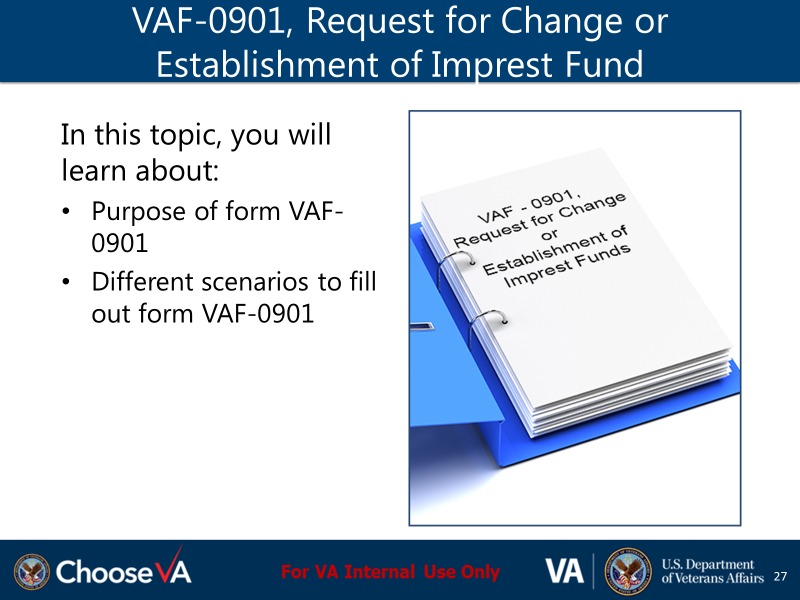 VAF-0901, Request for Change or
Establishment of Imprest Fund
In this topic, you will
learn about:
• Purpose of form VAF-
0901
• Different scenarios to fill
out form VAF-0901
VAF - 0901,
Request for Change
or
Establishment of
Imprest Funds
Choose VA
For VA Internal Use Only
VA
U.S. Department
of Veterans Affairs
27